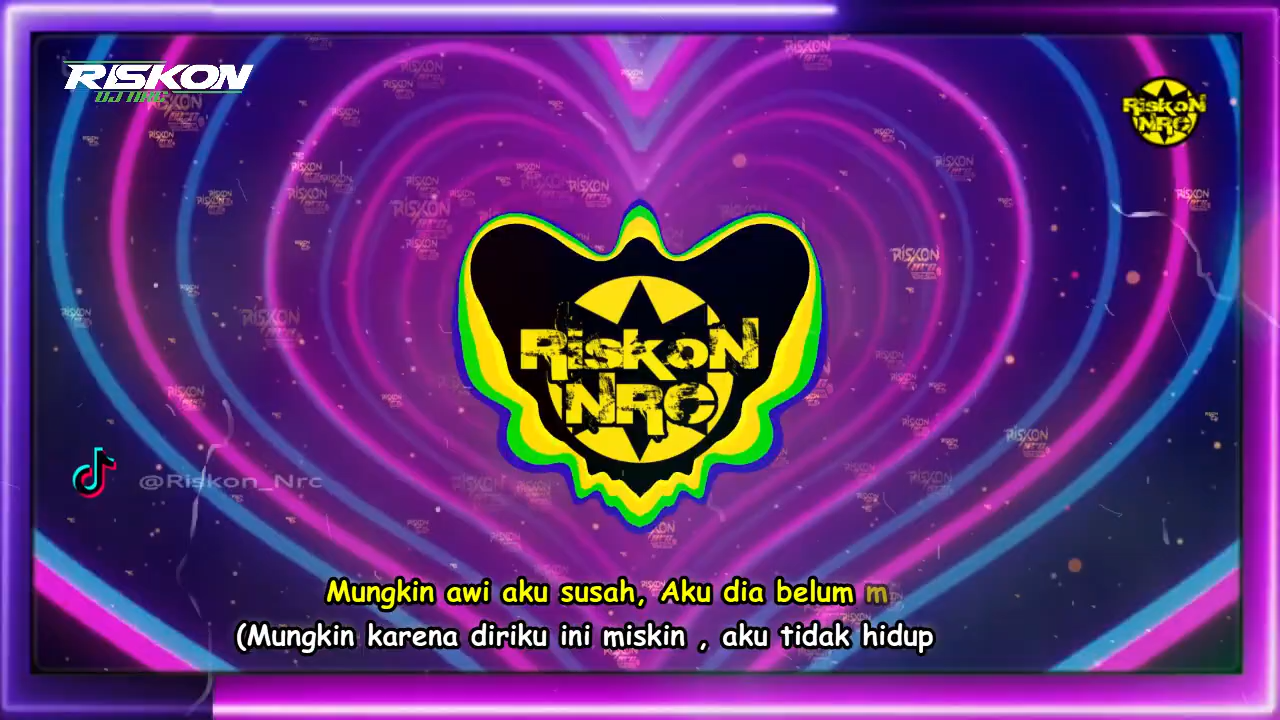 RISKON
DJ NRC
RiSKoN
NRC
RiSKoN
NRC
@Riskon_Nrc
Mungkin awi aku susah, Aku dia belum m
(Mungkin karena diriku ini miskin , aku tidak hidup